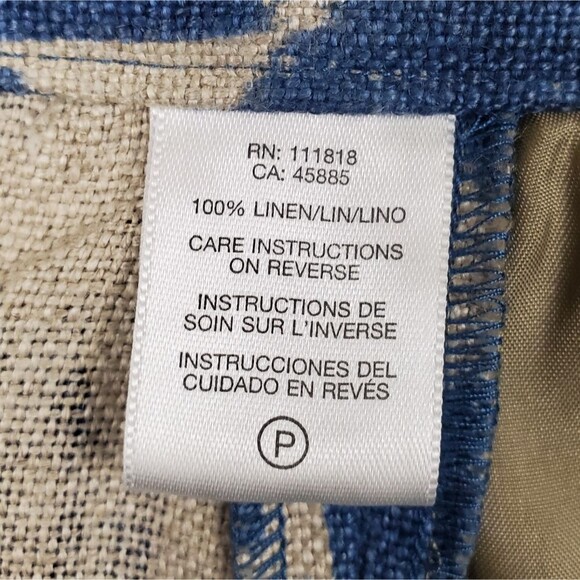 RN: 111818
CA: 45885
100% LINEN/LIN/LINO
CARE INSTRUCTIONS
ON REVERSE
INSTRUCTIONS DE
SOIN SUR L'INVERSE
INSTRUCCIONES DEL
CUIDADO EN REVÉS
P